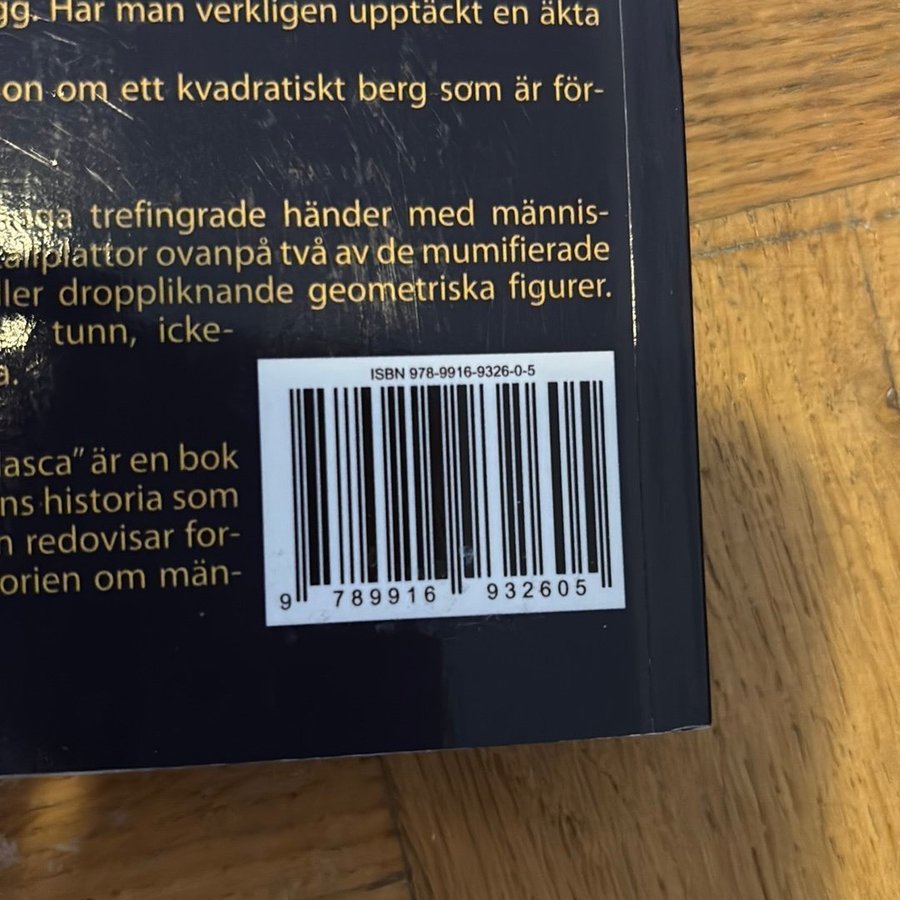 gg. Har man verkligen upptäckt en äkta
on om ett kvadratiskt berg som är för-
trefingrade händer med männis-
tallplattor ovanpå två av de mumifierade
ller droppliknande geometriska figurer.
tunn, icke-
a.
ISBN 978-9916-9326-0-5
asca” är en bok
ns historia som
n redovisar for-
orien om män-
9 789916 932605